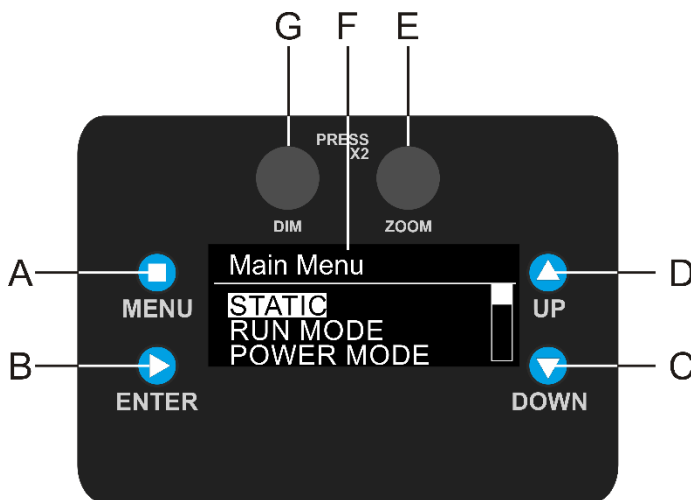 G F E
PRESS
X2
DIM ZOOM
A D
Main Menu
MENU UP
STATIC
RUN MODE
B C
POWER MODE
ENTER DOWN